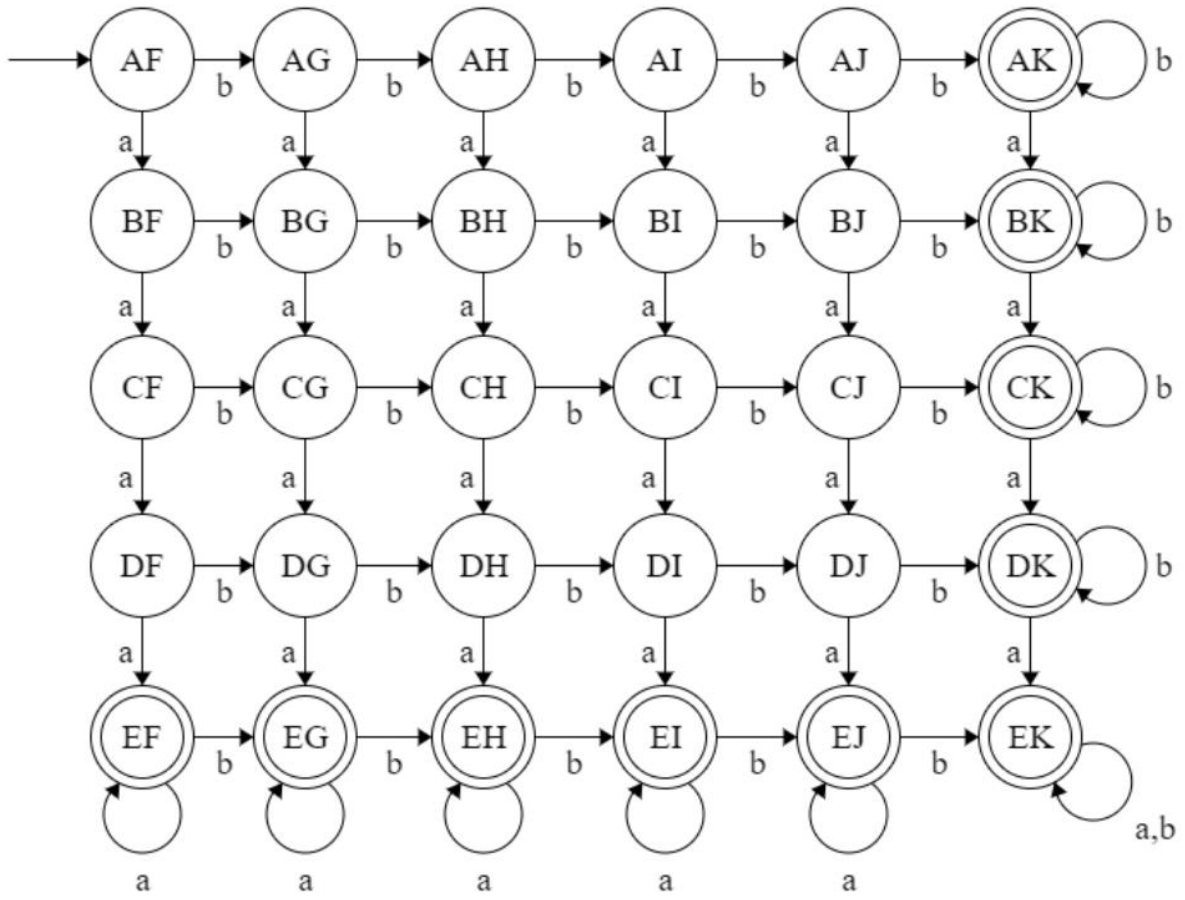 AF AG AH AI AJ AK b
b b b b b
a a a a a a
BF BG BH BI BJ BK b
b b b b b
a a a a a a
CF CG CH CI CJ CK b
b b b b b
a a a a a a
DF DG DH DI DJ DK b
b b b b b
a a a a a a
EF EG EH EI EJ EK
b b b b b
a,b
a a a a a